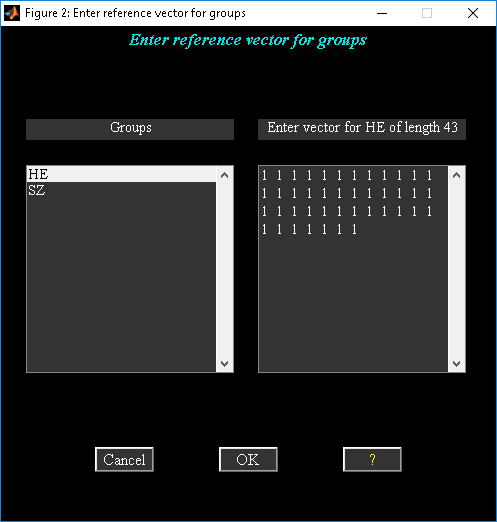 Figure 2: Enter reference vector for groups
Enter reference vector for groups
Groups
Enter vector for HE of length 43
HE
SZ
1 1 1 1 1 1 1 1 1 1 1 1
1 1 1 1 1 1 1 1 1 1 1 1
1 1 1 1 1 1 1 1 1 1 1 1
1 1 1 1 1 1 1
Cancel
OK
?